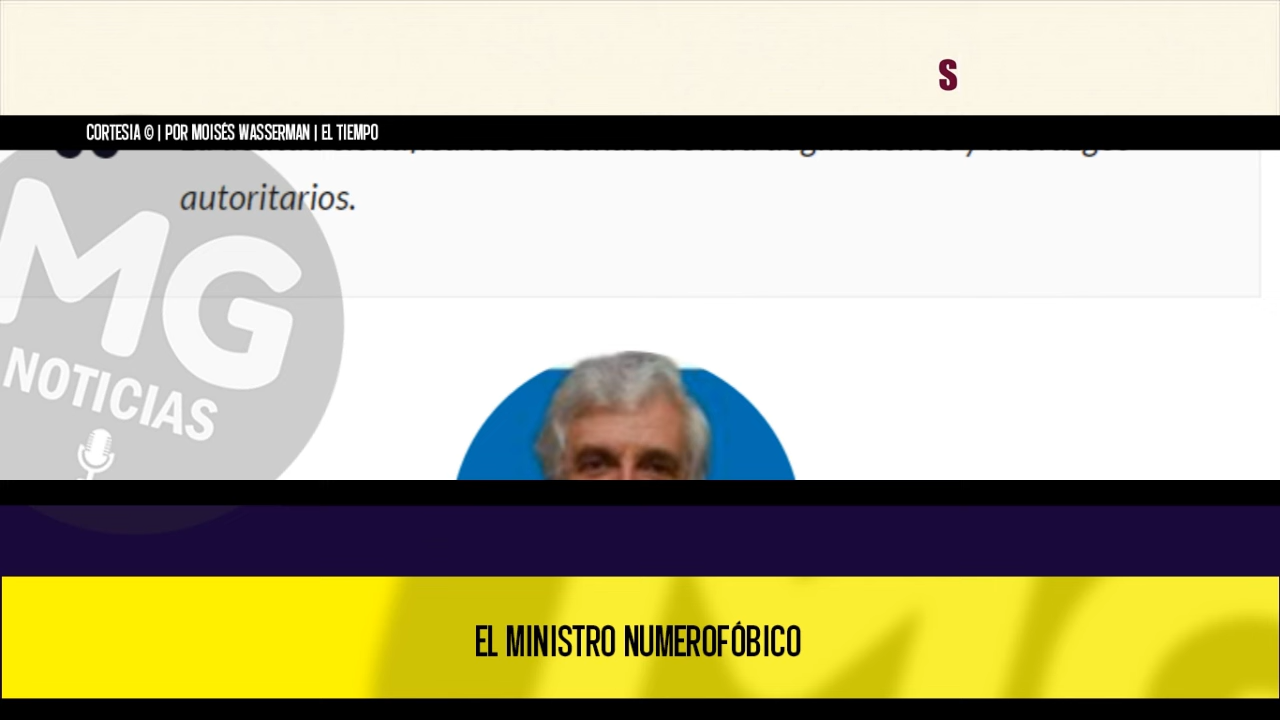 S
CORTESIA © | POR MOISÉS WASSERMAN | EL TIEMPO
autoritarios.
MG
NOTICIAS
EL MINISTRO NUMEROFÓBICO